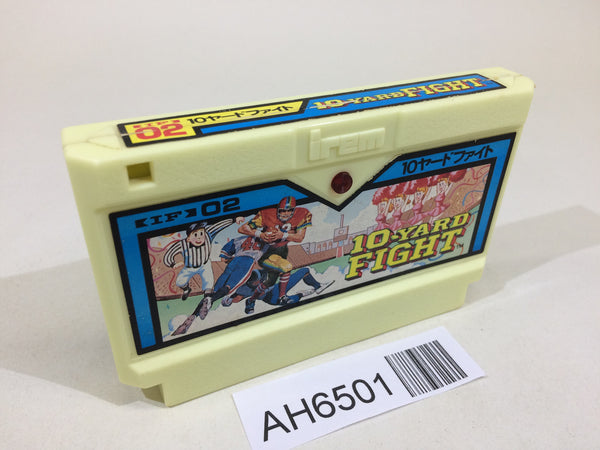 IF
02
10ヤードファイト
10-YARD FIGHT
irem
IF 02
10ヤードファイト
10-YARD
FIGHT
AH6501